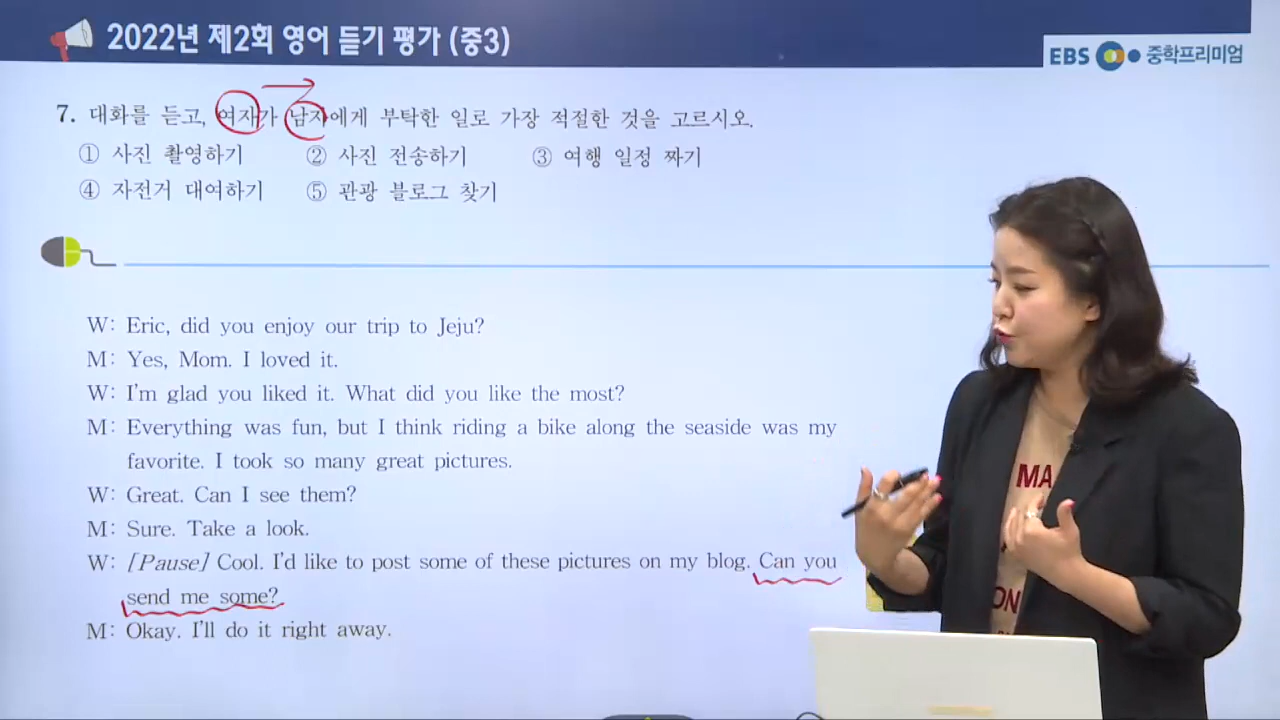 2022년 제2회 영어 듣기 평가 (중3)
EBS 중학프리미엄
7. 대화를 듣고, 여자가 남자에게 부탁한 일로 가장 적절한 것을 고르시오.
① 사진 촬영하기 ② 사진 전송하기 ③ 여행 일정 짜기
④ 자전거 대여하기 ⑤ 관광 블로그 찾기
W: Eric, did you enjoy our trip to Jeju?
M: Yes, Mom. I loved it.
W: I'm glad you liked it. What did you like the most?
M: Everything was fun, but I think riding a bike along the seaside was my
favorite. I took so many great pictures.
W: Great. Can I see them?
M: Sure. Take a look.
W: [Pause] Cool. I'd like to post some of these pictures on my blog. Can you
send me some?
M: Okay. I'll do it right away.
MA
ON